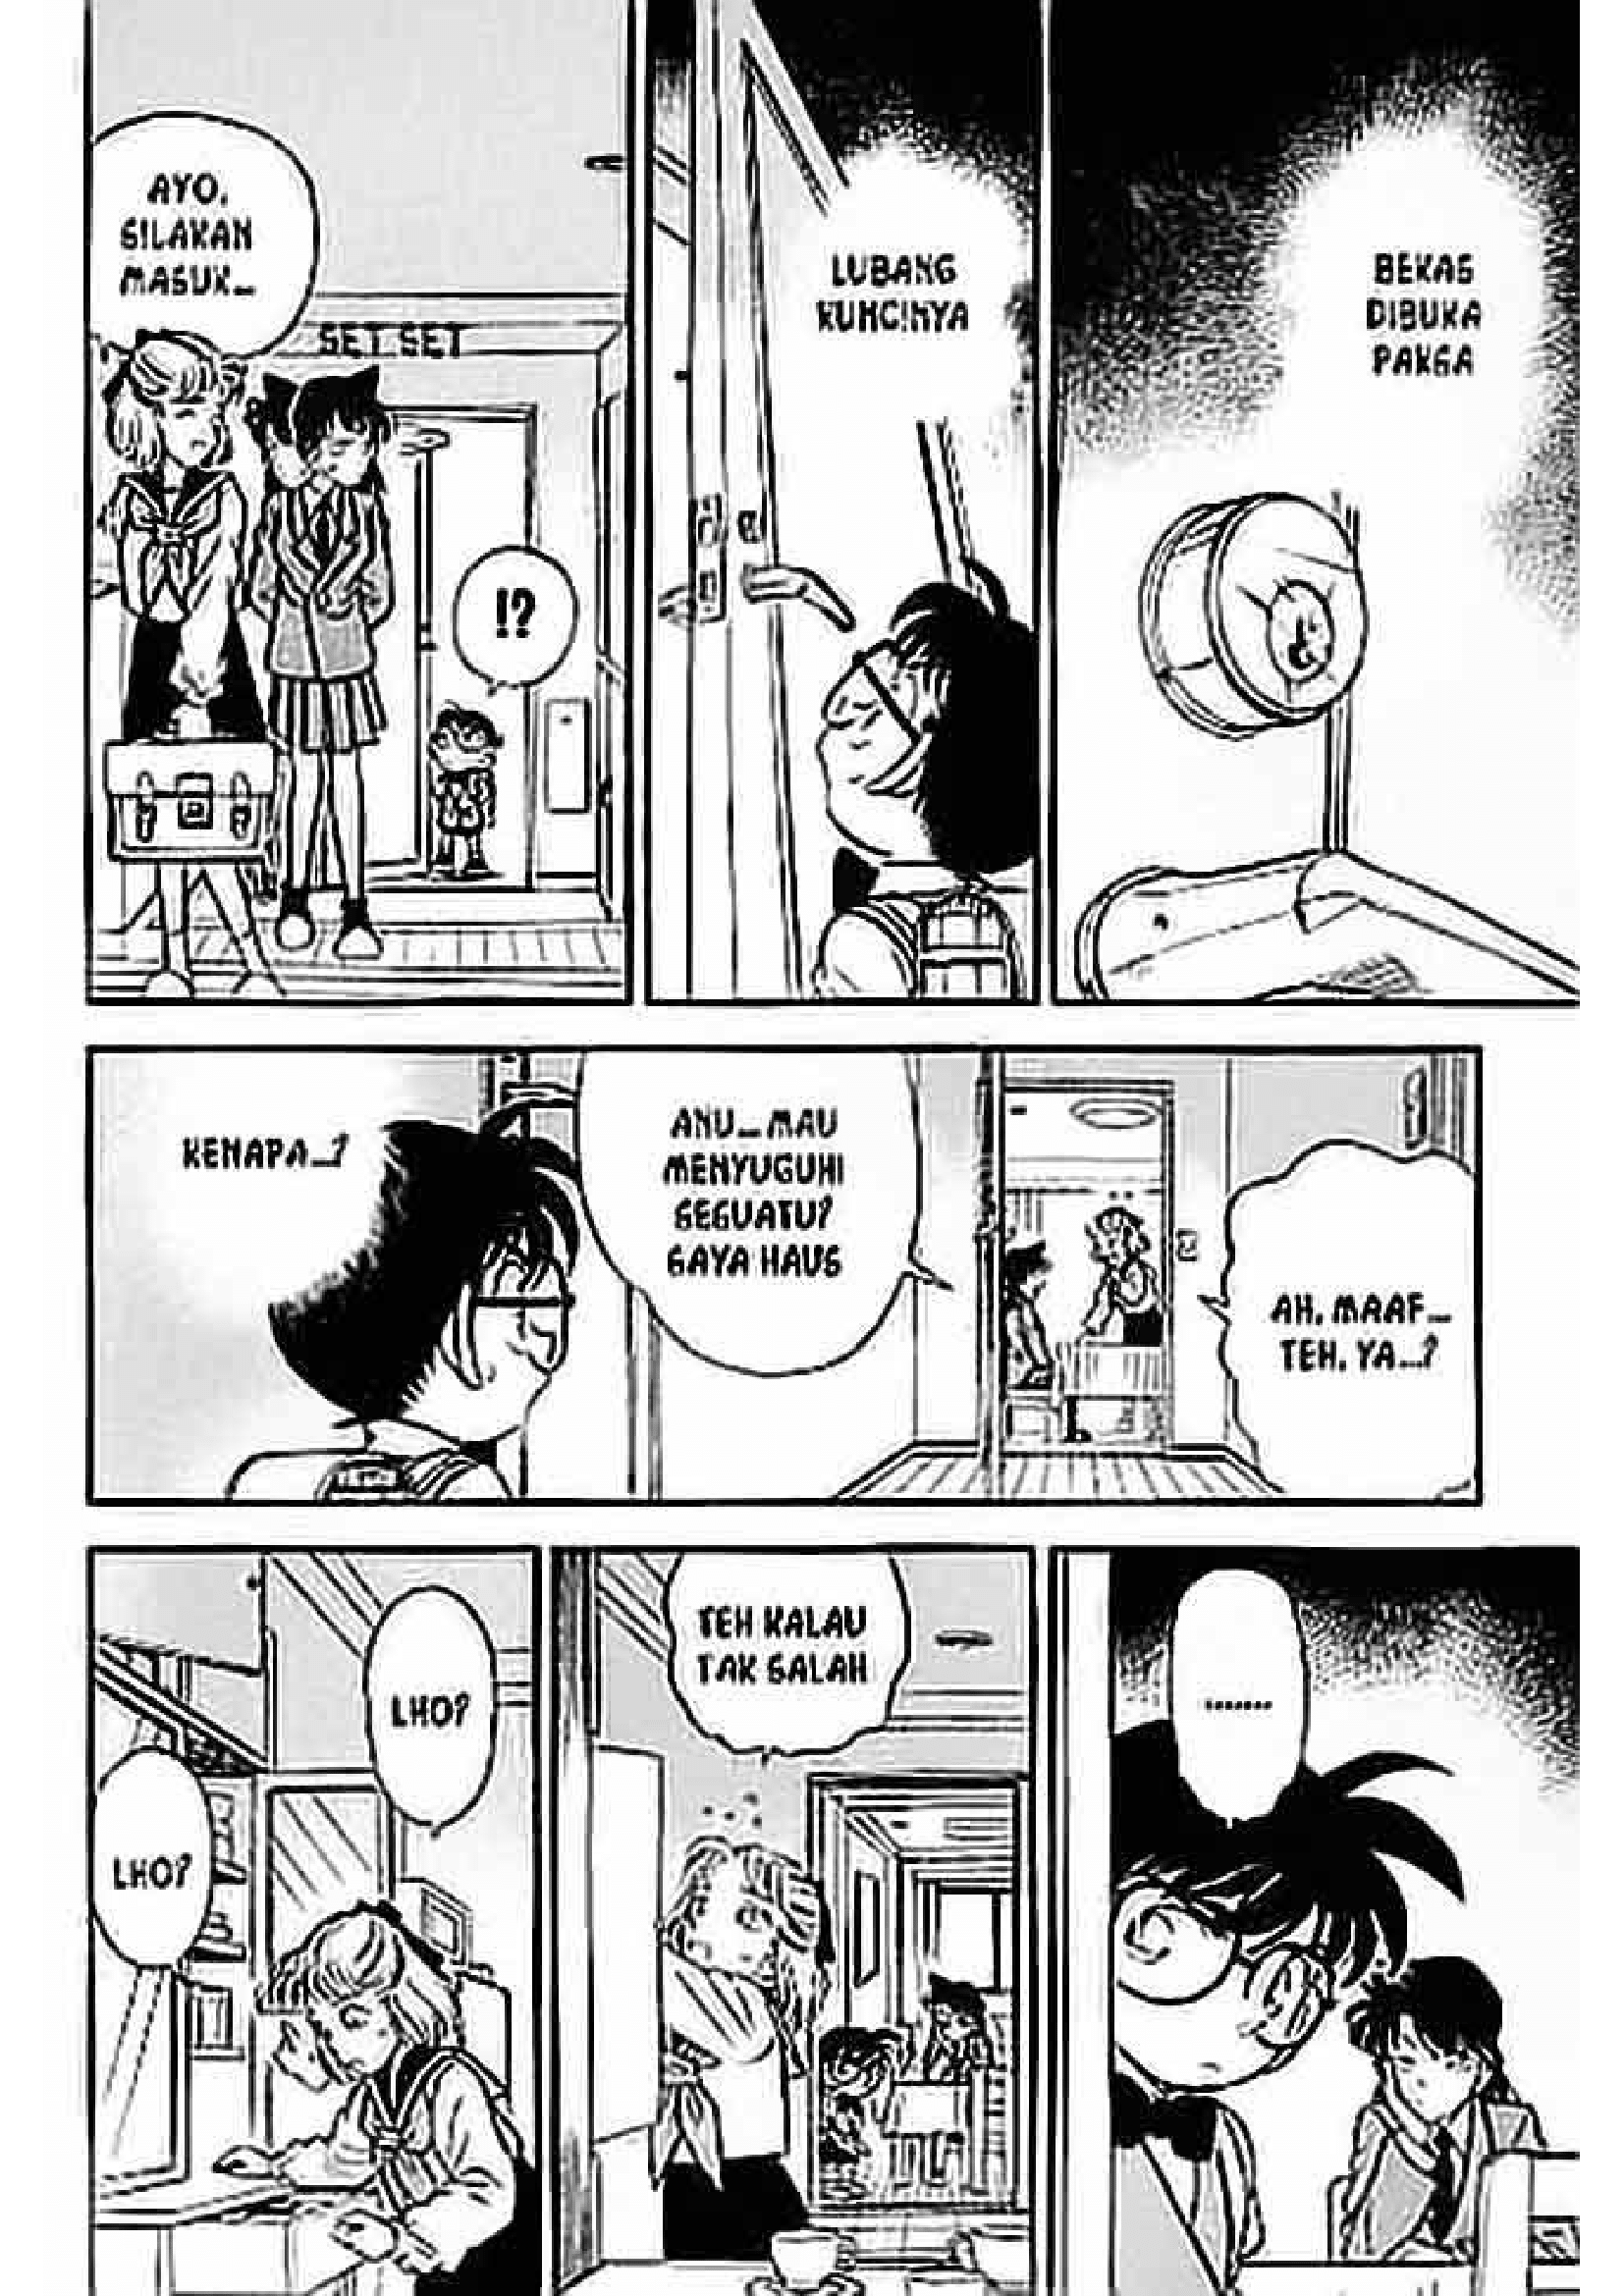 AYO,
SILAKAN
MASUK...
SET SET
!?
LUBANG
KUNCINYA
BEKAS
DIBUKA
PAKSA
KENAPA...?
ANU... MAU
MENYUGUHI
SESUATU?
SAYA HAUS
AH, MAAF...
TEH, YA...?
LHO?
LHO?
TEH KALAU
TAK SALAH
.......